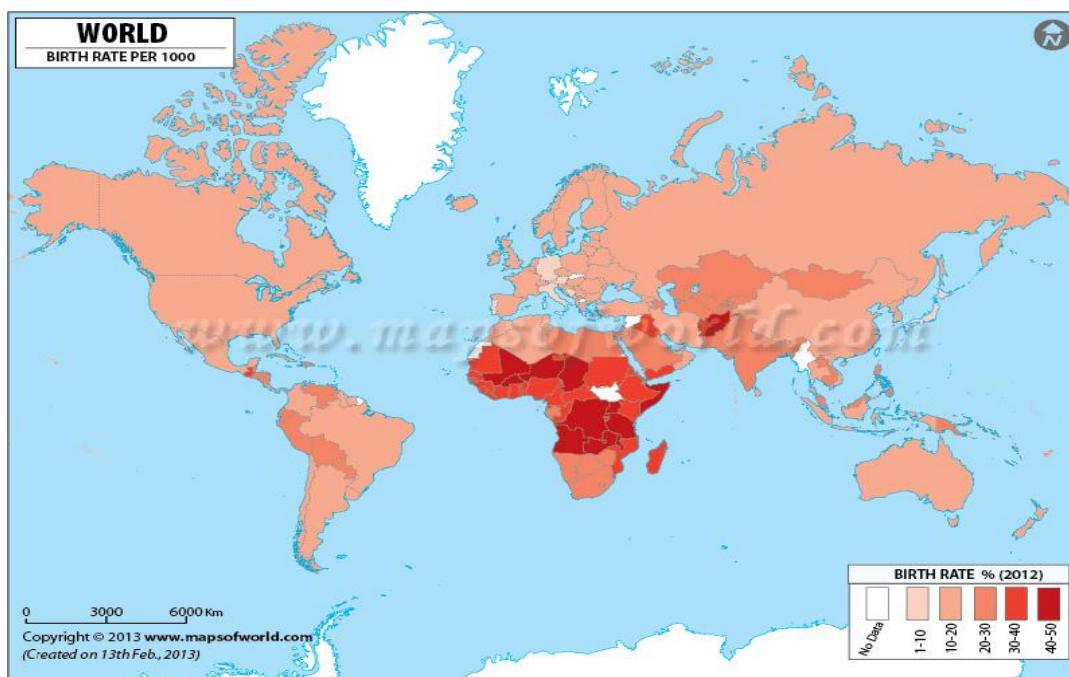 WORLD
BIRTH RATE PER 1000
N
www.mapsofworld.com
BIRTH RATE % (2012)
No Data
1-10
10-20
20-30
30-40
40-50
0 3000 6000 Km
Copyright © 2013 www.mapsofworld.com
(Created on 13th Feb., 2013)